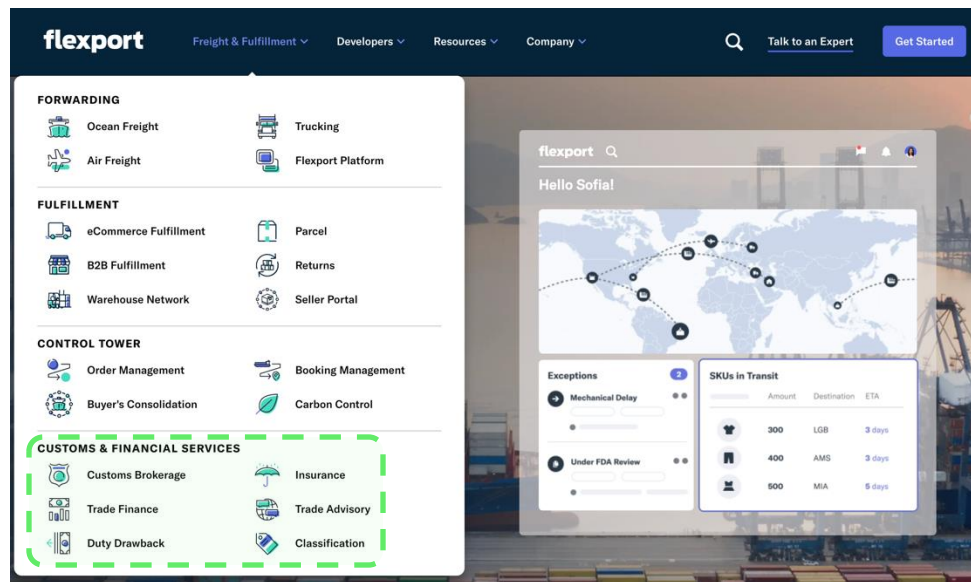 flexport Freight & Fulfillment Developers Resources Company Talk to an Expert Get Started
FORWARDING
Ocean Freight Trucking
Air Freight Flexport Platform
FULFILLMENT
eCommerce Fulfillment Parcel
B2B Fulfillment Returns
Warehouse Network Seller Portal
CONTROL TOWER
Order Management Booking Management
Buyer's Consolidation Carbon Control
CUSTOMS & FINANCIAL SERVICES
Customs Brokerage Insurance
Trade Finance Trade Advisory
Duty Drawback Classification
flexport
Hello Sofia!
Exceptions 2
Mechanical Delay
Under FDA Review
SKUs in Transit
Amount Destination ETA
300 LGB 3 days
400 AMS 3 days
500 MIA 5 days